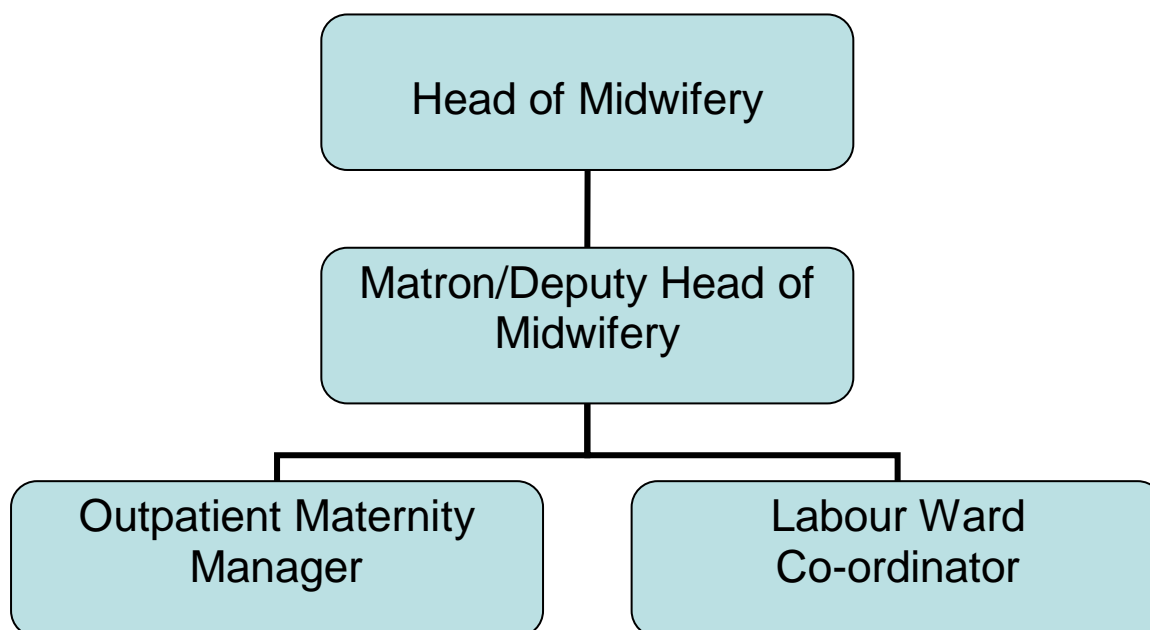 Head of Midwifery
Matron/Deputy Head of
Midwifery
Outpatient Maternity
Manager
Labour Ward
Co-ordinator